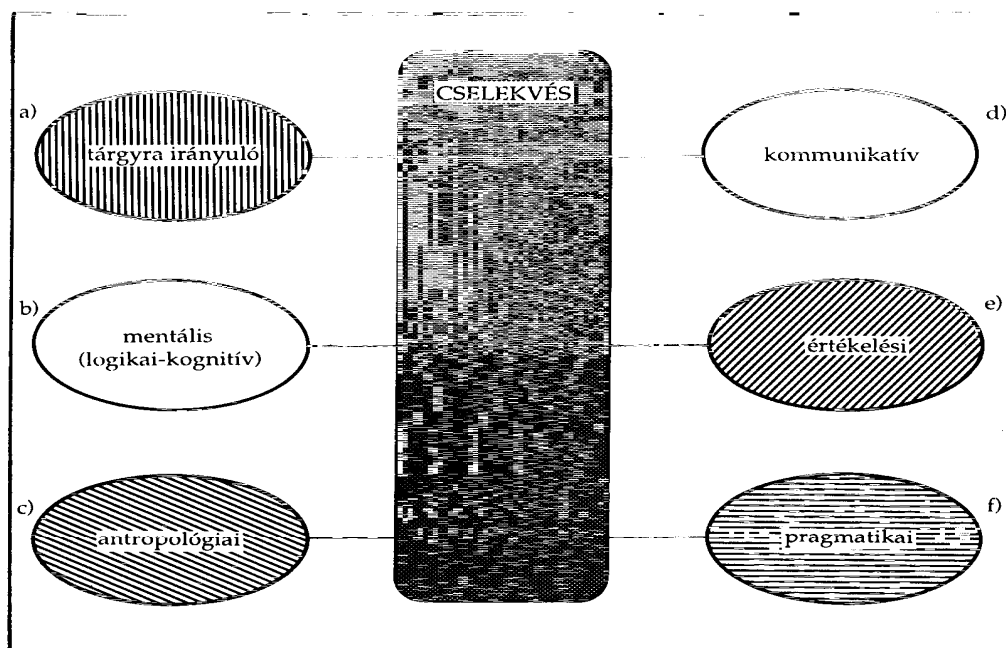 CSELEKVÉS
a)
tárgyra irányuló
b)
mentális
(logikai-kognitív)
c)
antropológiai
d)
kommunikatív
e)
értékelési
f)
pragmatikai